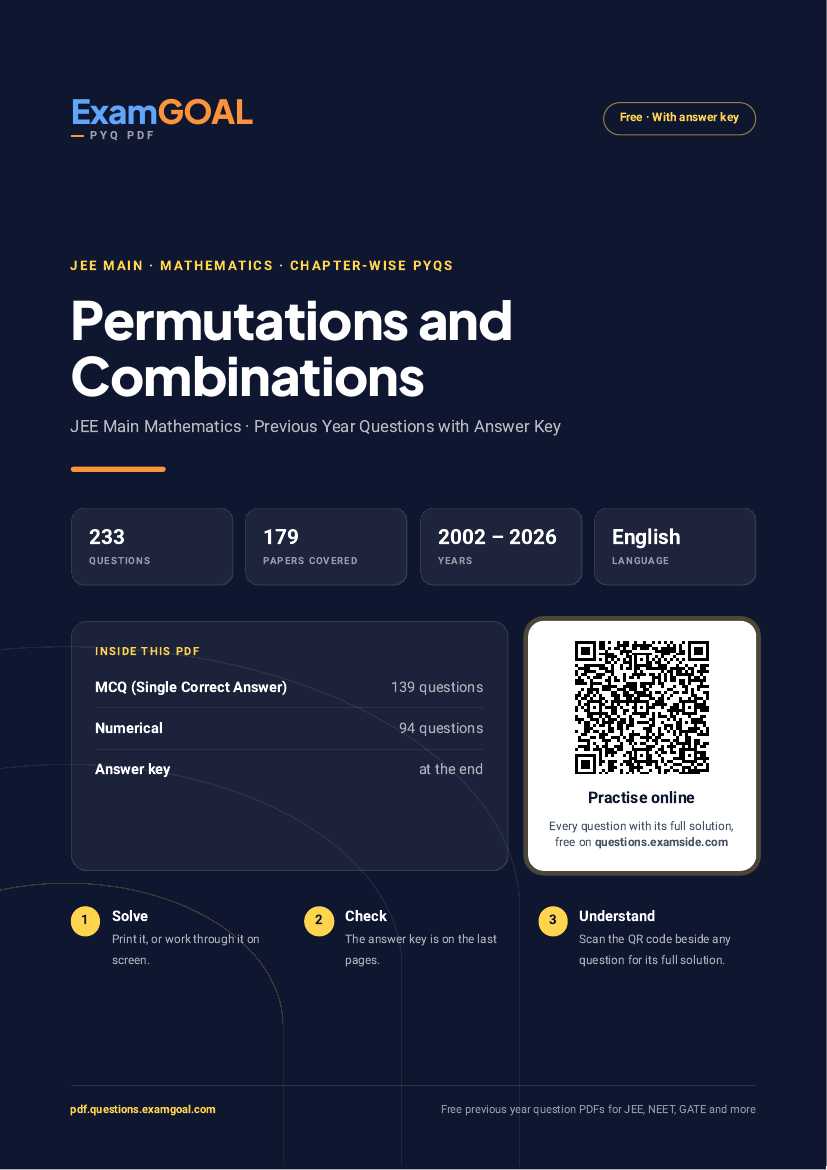 ExamGOAL
PYQ PDF
Free · With answer key
JEE MAIN · MATHEMATICS · CHAPTER-WISE PYQS
Permutations and
Combinations
JEE Main Mathematics · Previous Year Questions with Answer Key
233
QUESTIONS
179
PAPERS COVERED
2002 – 2026
YEARS
English
LANGUAGE
INSIDE THIS PDF
MCQ (Single Correct Answer) 139 questions
Numerical 94 questions
Answer key at the end
Practise online
Every question with its full solution,
free on questions.examside.com
1 Solve
Print it, or work through it on
screen.
2 Check
The answer key is on the last
pages.
3 Understand
Scan the QR code beside any
question for its full solution.
pdf.questions.examgoal.com
Free previous year question PDFs for JEE, NEET, GATE and more